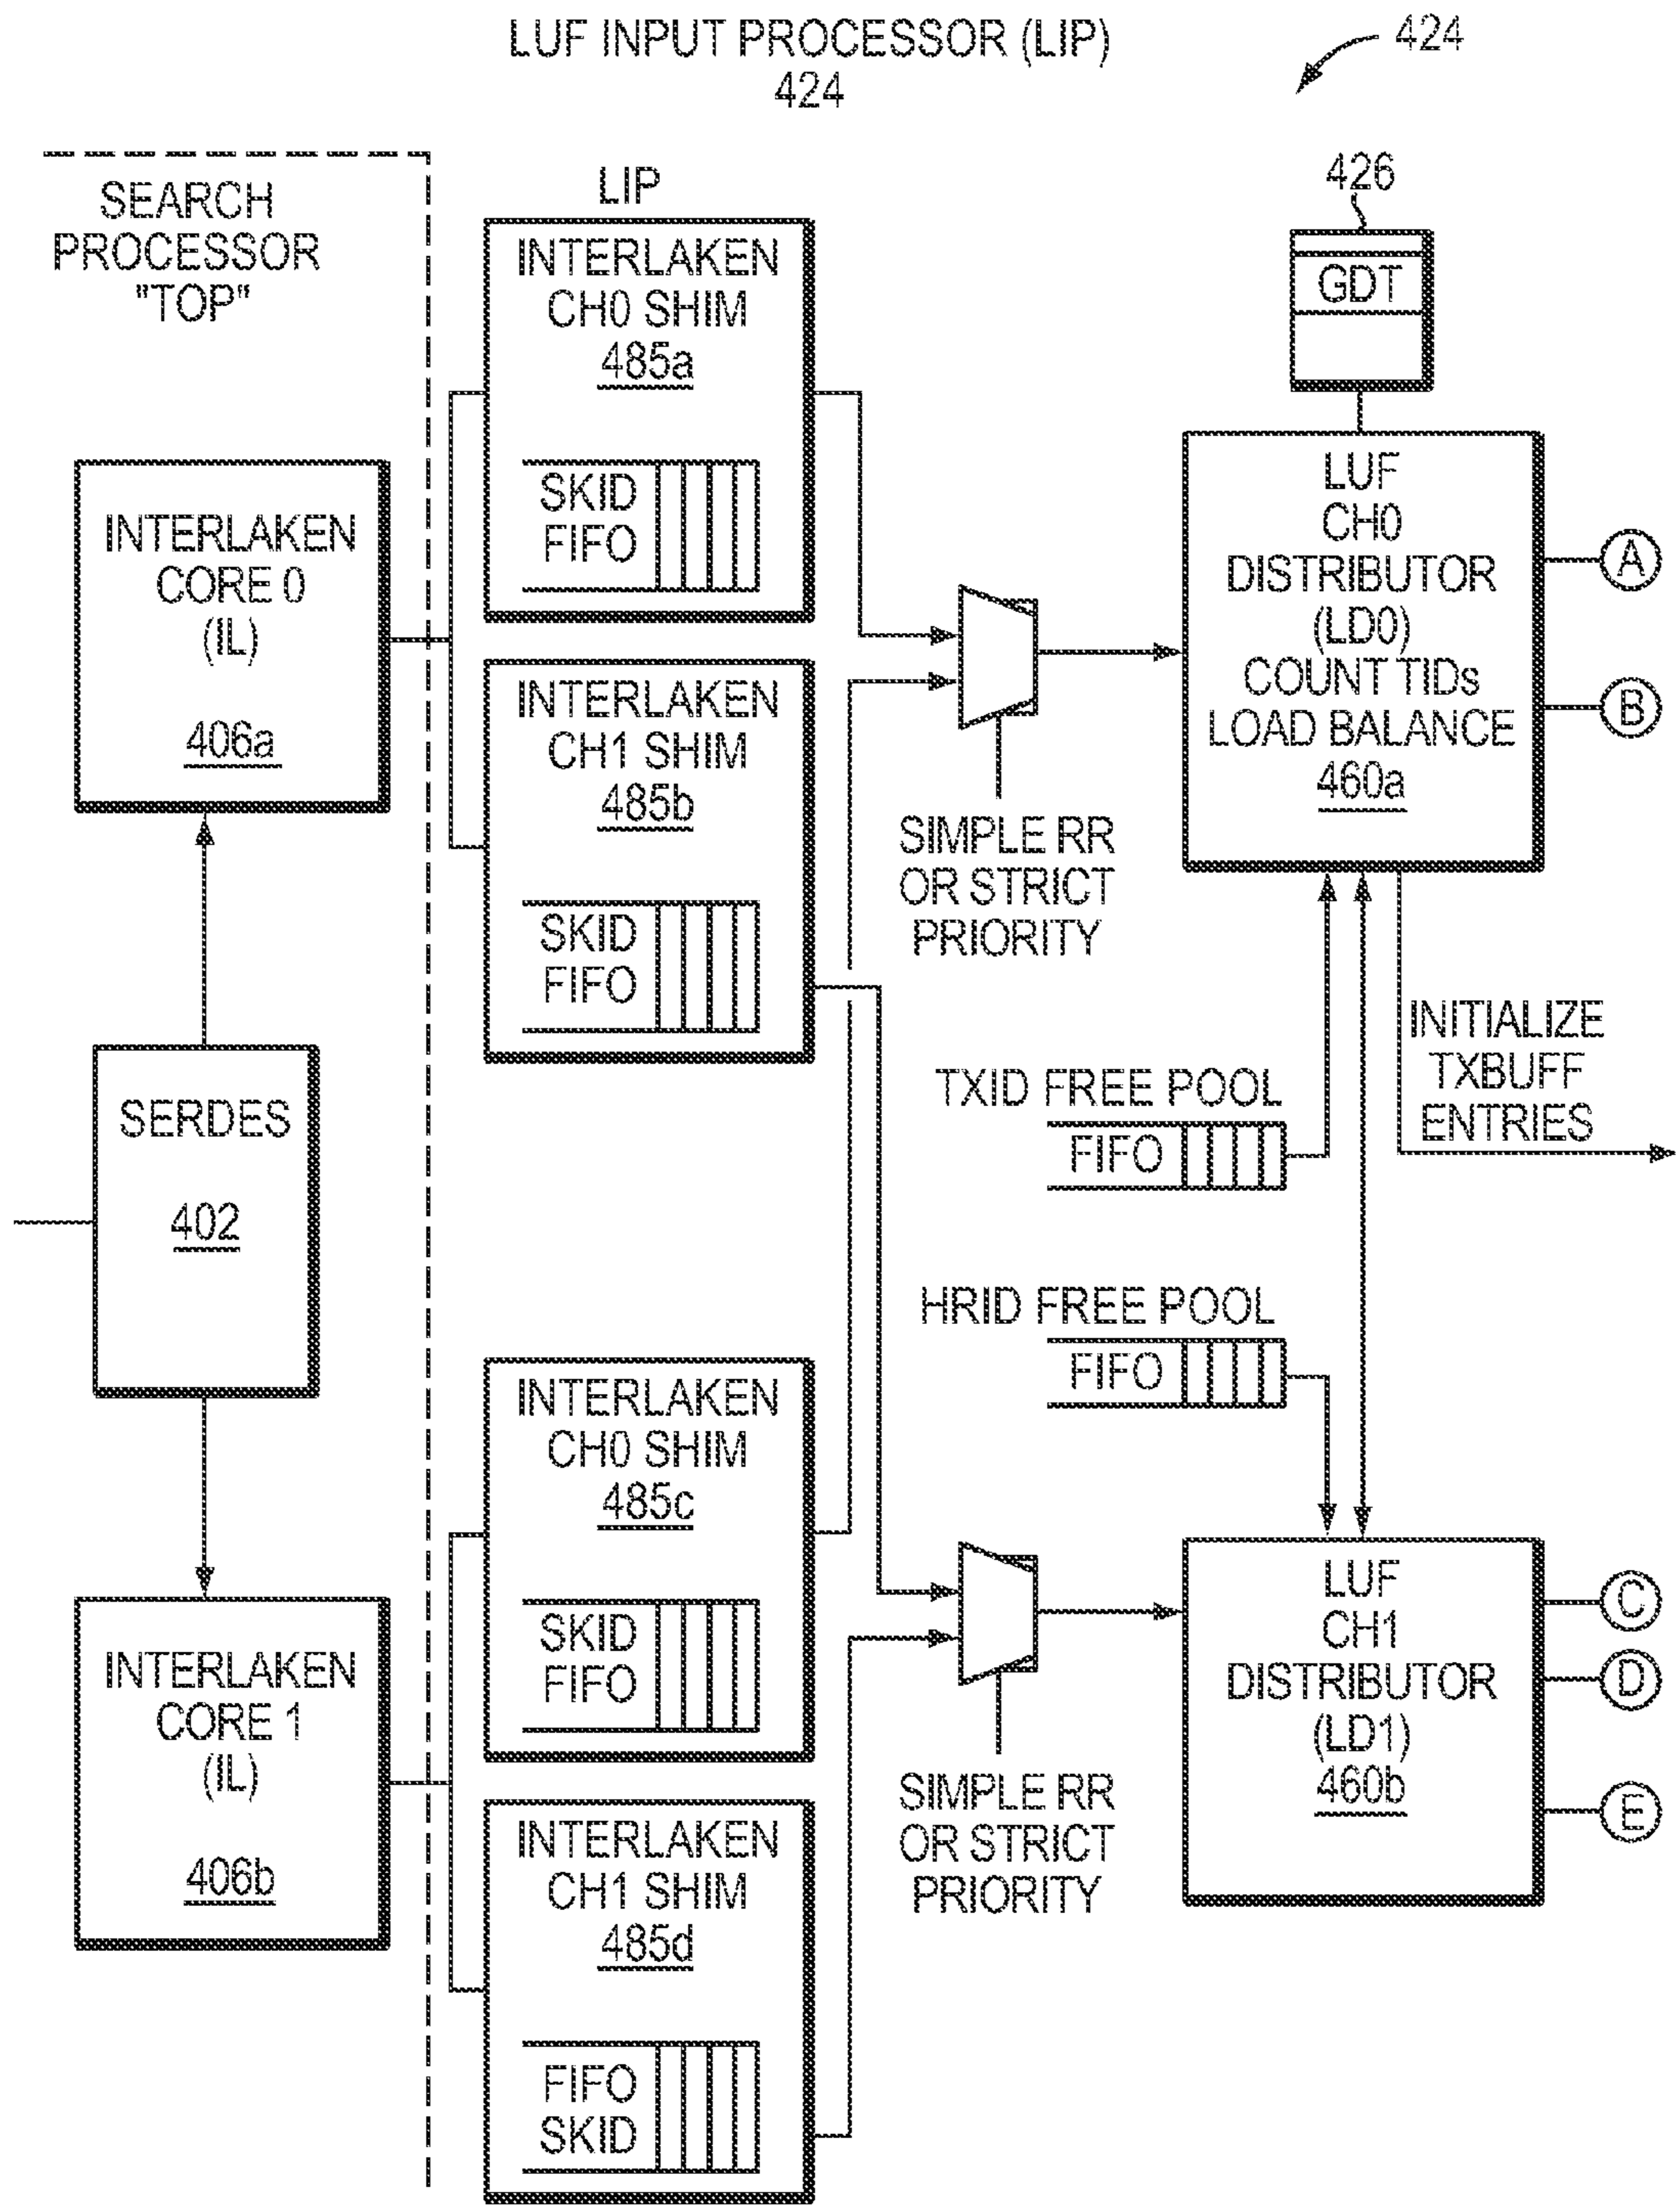 LUF INPUT PROCESSOR (LIP)
424
424
SEARCH
PROCESSOR
"TOP"
LIP
INTERLAKEN
CH0 SHIM
485a
SKID
FIFO
426
GDT
INTERLAKEN
CORE 0
(IL)
406a
INTERLAKEN
CH1 SHIM
485b
SKID
FIFO
SIMPLE RR
OR STRICT
PRIORITY
LUF
CH0
DISTRIBUTOR
(LD0)
COUNT TIDs
LOAD BALANCE
460a
A
B
SERDES
402
TXID FREE POOL
FIFO
INITIALIZE
TXBUFF
ENTRIES
HRID FREE POOL
FIFO
INTERLAKEN
CH0 SHIM
485c
SKID
FIFO
INTERLAKEN
CORE 1
(IL)
406b
INTERLAKEN
CH1 SHIM
485d
FIFO
SKID
SIMPLE RR
OR STRICT
PRIORITY
LUF
CH1
DISTRIBUTOR
(LD1)
460b
C
D
E